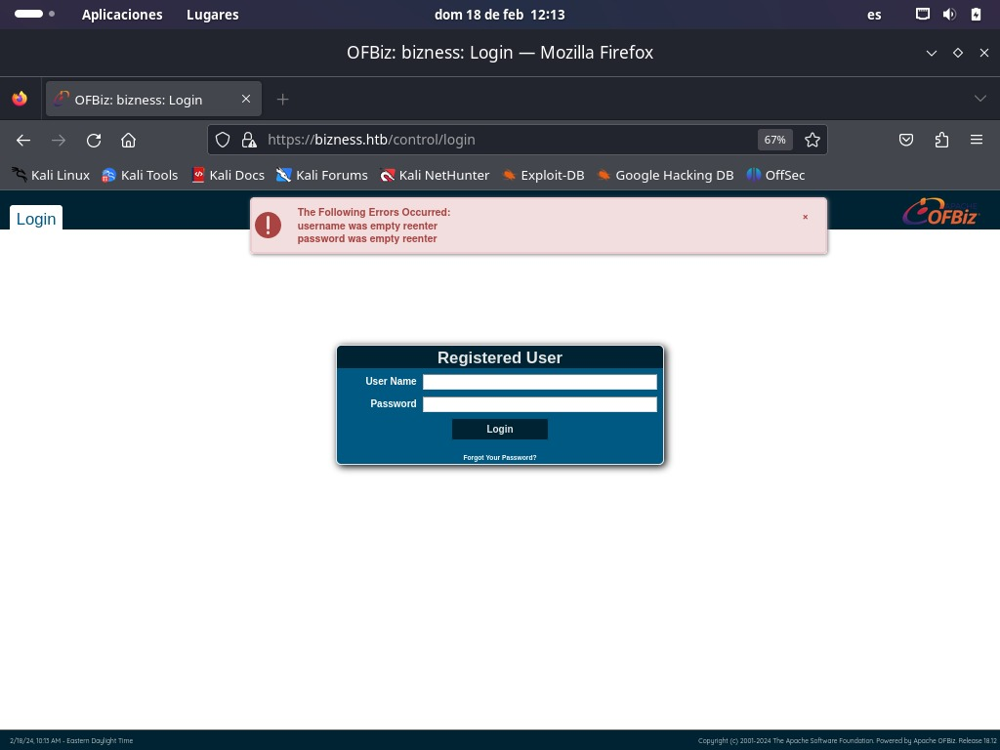 Aplicaciones Lugares dom 18 de feb 12:13 es
OFBiz: bizness: Login — Mozilla Firefox
OFBiz: bizness: Login
https://bizness.htb/control/login 67%
Kali Linux Kali Tools Kali Docs Kali Forums Kali NetHunter Exploit-DB Google Hacking DB OffSec
Login
The Following Errors Occurred:
username was empty reenter
password was empty reenter
APACHE
OFBiz
Registered User
User Name
Password
Login
Forgot Your Password?
2/18/24, 10:13 AM - Eastern Daylight Time
Copyright (c) 2001-2024 The Apache Software Foundation. Powered by Apache OFBiz. Release 18.12